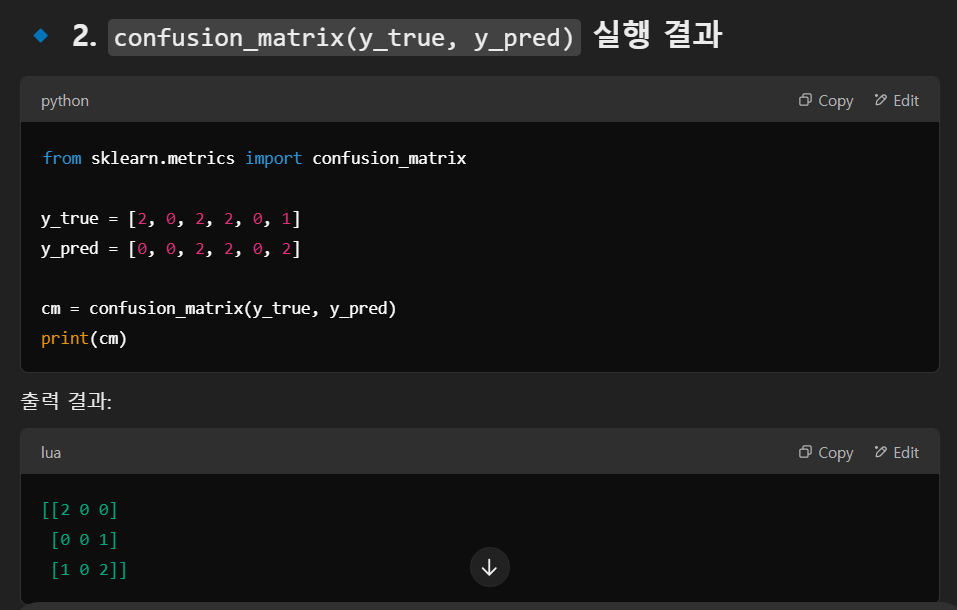 2. confusion_matrix(y_true, y_pred) 실행 결과
python Copy Edit
from sklearn.metrics import confusion_matrix
y_true = [2, 0, 2, 2, 0, 1]
y_pred = [0, 0, 2, 2, 0, 2]
cm = confusion_matrix(y_true, y_pred)
print(cm)
출력 결과:
lua Copy Edit
[[2 0 0]
[0 0 1]
[1 0 2]]